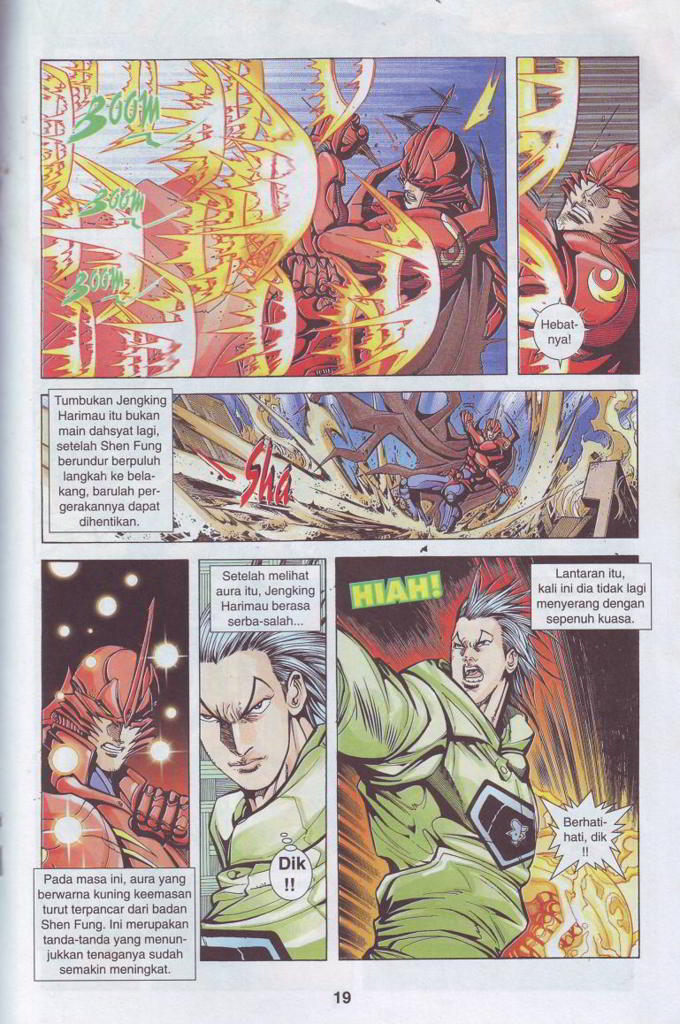 BOOM
BOOM
BOOM
Hebat-
nya!
Tumbukan Jengking
Harimau itu bukan
main dahsyat lagi,
setelah Shen Fung
berundur berpuluh
langkah ke bela-
kang, barulah per-
gerakannya dapat
dihentikan.
Sha
Pada masa ini, aura yang
berwarna kuning keemasan
turut terpancar dari badan
Shen Fung. Ini merupakan
tanda-tanda yang menun-
jukkan tenaganya sudah
semakin meningkat.
Setelah melihat
aura itu, Jengking
Harimau berasa
serba-salah...
Dik
!!
HIAH!
Lantaran itu,
kali ini dia tidak lagi
menyerang dengan
sepenuh kuasa.
Berhati-
hati, dik
!!
19